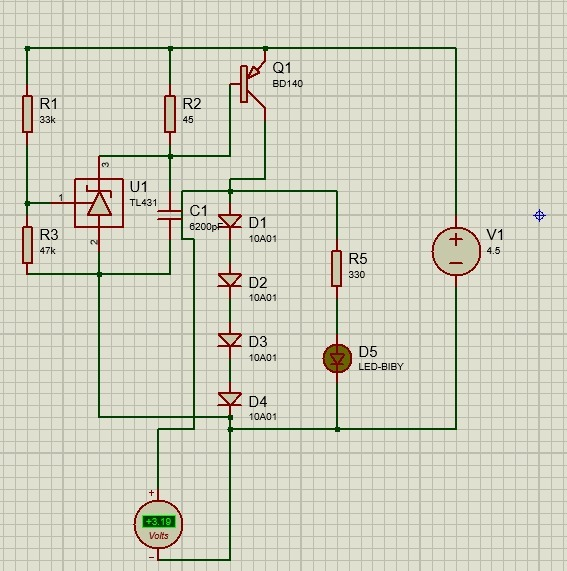 Q1
BD140
R1
33k
R2
45
3
U1
TL431
1
2
C1
6200pF
D1
10A01
R3
47k
V1
4.5
R5
330
D2
10A01
D3
10A01
D5
LED-BIBY
D4
10A01
+
+3.19
Volts